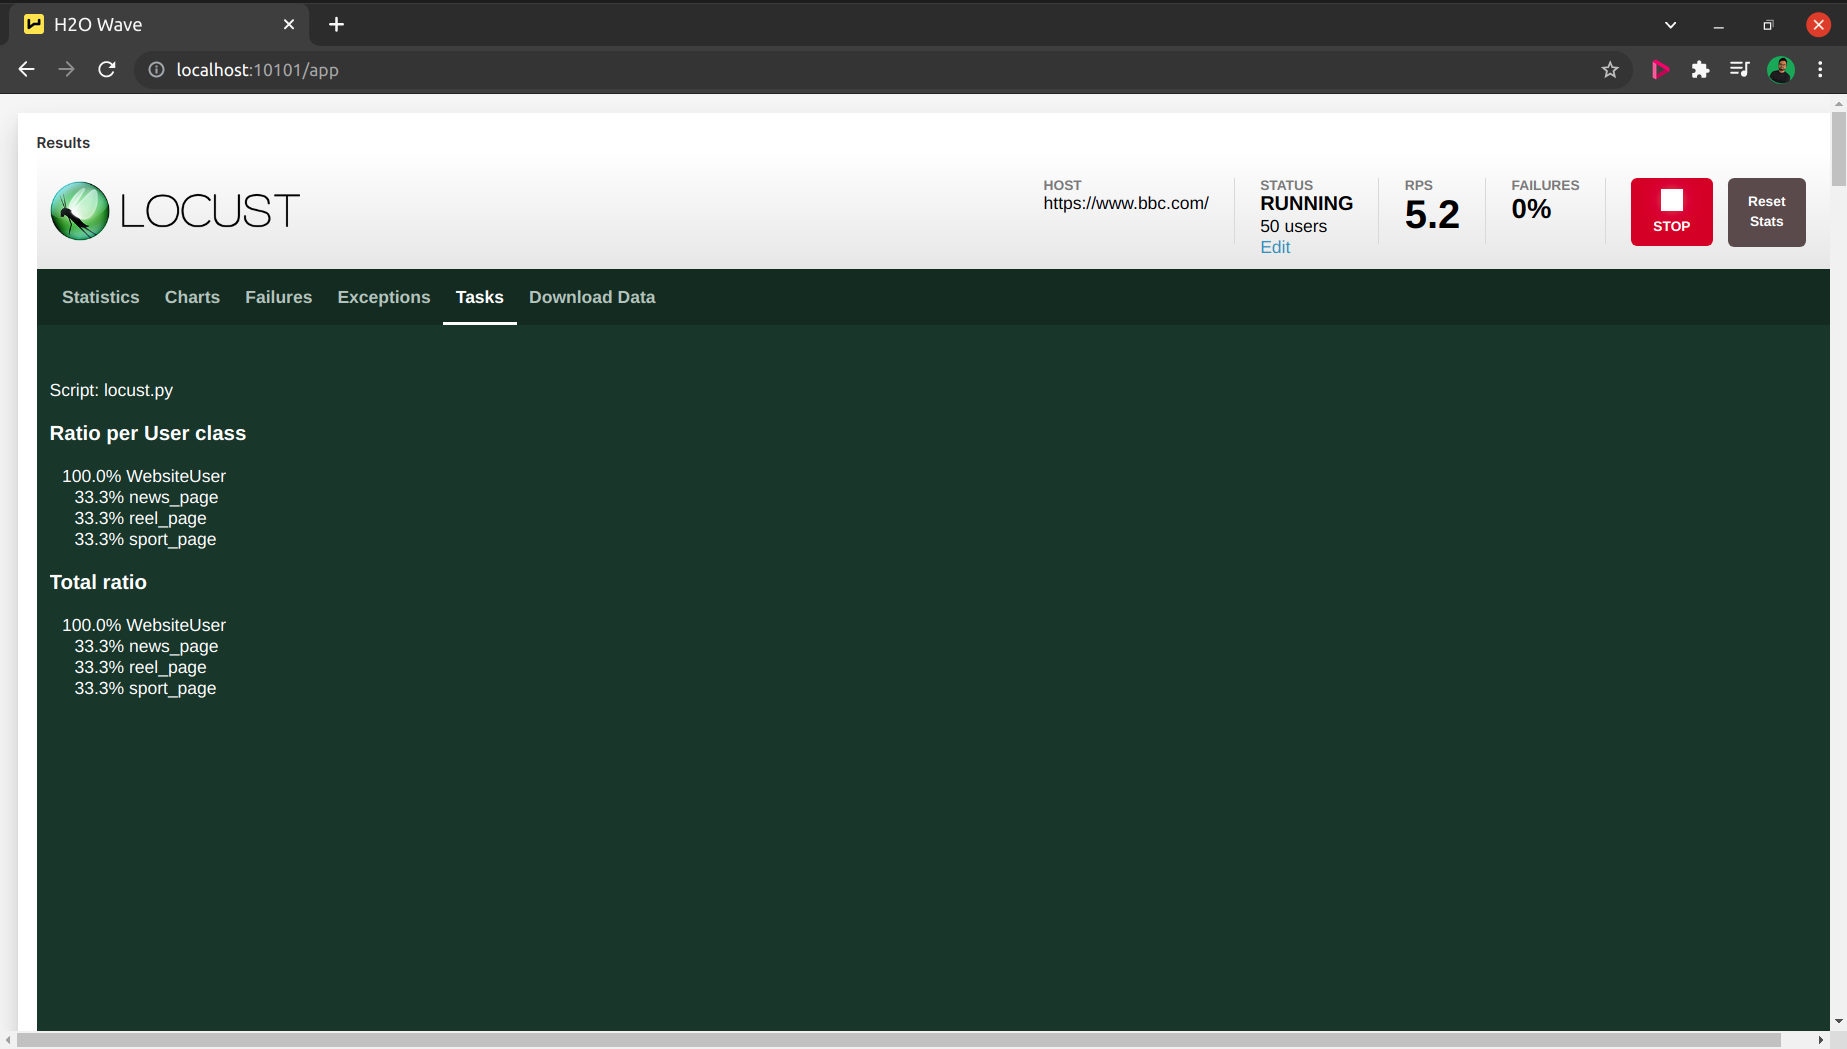 H2O Wave
localhost:10101/app
Results
LOCUST
HOST
https://www.bbc.com/
STATUS
RUNNING
50 users
Edit
RPS
5.2
FAILURES
0%
STOP
Reset
Stats
Statistics Charts Failures Exceptions Tasks Download Data
Script: locust.py
Ratio per User class
100.0% WebsiteUser
33.3% news_page
33.3% reel_page
33.3% sport_page
Total ratio
100.0% WebsiteUser
33.3% news_page
33.3% reel_page
33.3% sport_page